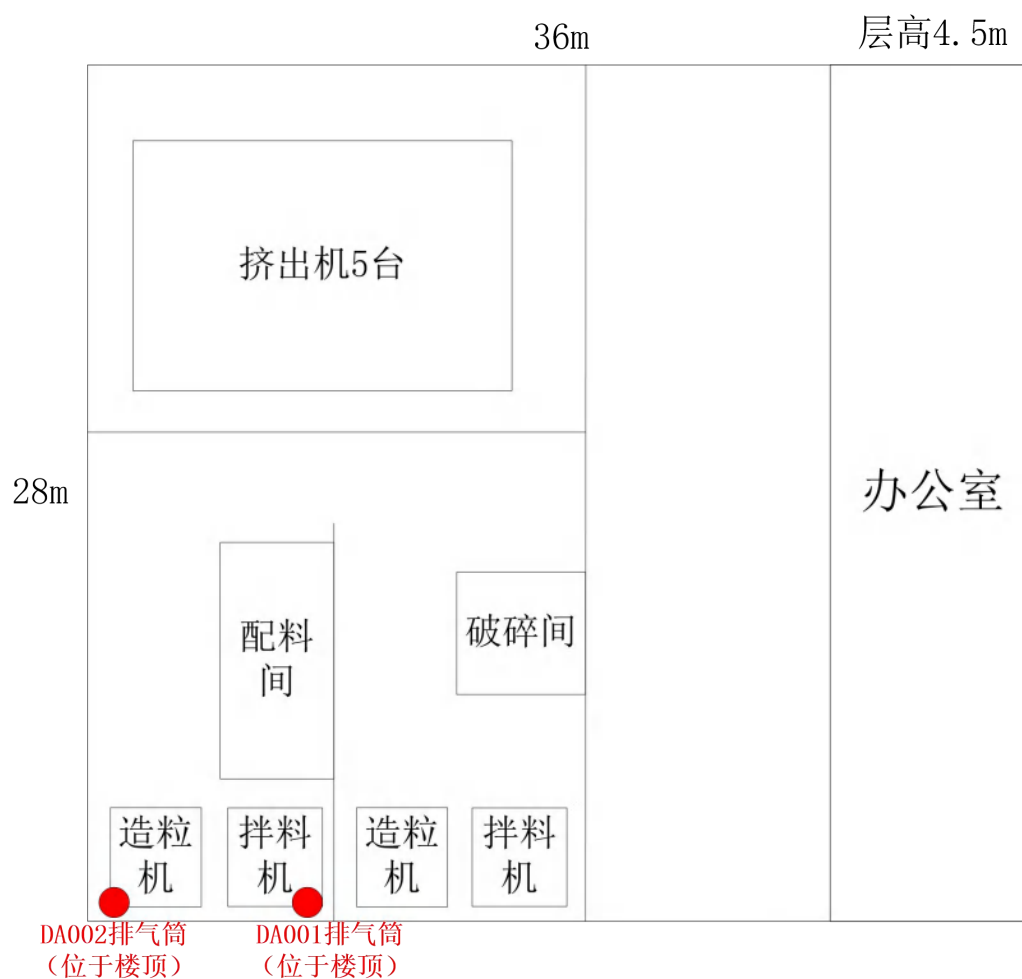 36m
层高4.5m
挤出机5台
28m
办公室
配料
间
破碎间
造粒
机
拌料
机
造粒
机
拌料
机
DA002排气筒
（位于楼顶）
DA001排气筒
（位于楼顶）